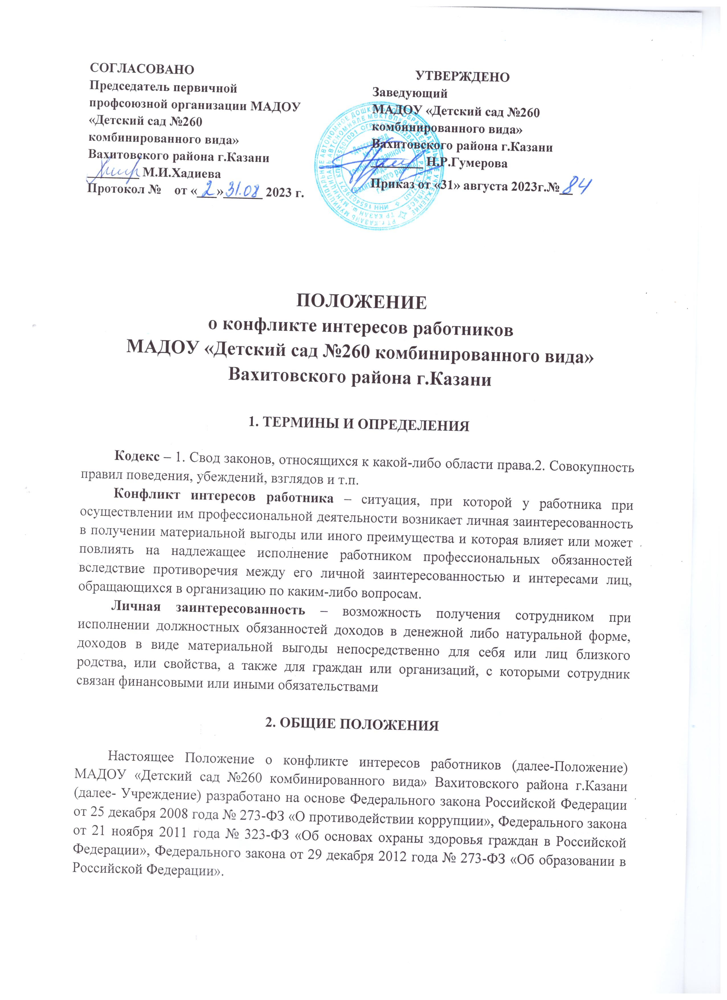 СОГЛАСОВАНО
Председатель первичной
профсоюзной организации МАДОУ
«Детский сад №260
комбинированного вида»
Вахитовского района г.Казани
________ М.И.Хадиева
Протокол № от «_2_» 31.08 2023 г.
УТВЕРЖДЕНО
Заведующий
МАДОУ «Детский сад №260
комбинированного вида»
Вахитовского района г.Казани
________ Н.Р.Гумерова
Приказ от «31» августа 2023г.№ 84
ПОЛОЖЕНИЕ
о конфликте интересов работников
МАДОУ «Детский сад №260 комбинированного вида»
Вахитовского района г.Казани
1. ТЕРМИНЫ И ОПРЕДЕЛЕНИЯ
Кодекс – 1. Свод законов, относящихся к какой-либо области права.2. Совокупность
правил поведения, убеждений, взглядов и т.п.
Конфликт интересов работника – ситуация, при которой у работника при
осуществлении им профессиональной деятельности возникает личная заинтересованность
в получении материальной выгоды или иного преимущества и которая влияет или может
повлиять на надлежащее исполнение работником профессиональных обязанностей
вследствие противоречия между его личной заинтересованностью и интересами лиц,
обращающихся в организацию по каким-либо вопросам.
Личная заинтересованность – возможность получения сотрудником при
исполнении должностных обязанностей доходов в денежной либо натуральной форме,
доходов в виде материальной выгоды непосредственно для себя или лиц близкого
родства, или свойства, а также для граждан или организаций, с которыми сотрудник
связан финансовыми или иными обязательствами
2. ОБЩИЕ ПОЛОЖЕНИЯ
Настоящее Положение о конфликте интересов работников (далее-Положение)
МАДОУ «Детский сад №260 комбинированного вида» Вахитовского района г.Казани
(далее- Учреждение) разработано на основе Федерального закона Российской Федерации
от 25 декабря 2008 года № 273-ФЗ «О противодействии коррупции», Федерального закона
от 21 ноября 2011 года № 323-ФЗ «Об основах охраны здоровья граждан в Российской
Федерации», Федерального закона от 29 декабря 2012 года № 273-ФЗ «Об образовании в
Российской Федерации».